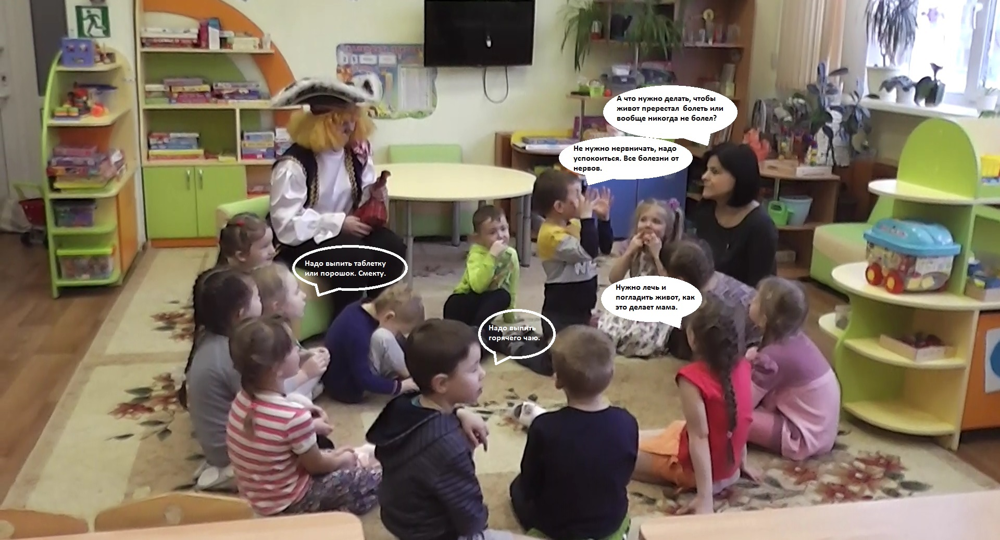 А что нужно делать, чтобы
живот пререстал болеть или
вообще никогда не болел?
Не нужно нервничать, надо
успокоиться. Все болезни от
нервов.
Надо выпить таблетку
или порошок. Смекту.
Нужно лечь и
погладить живот, как
это делает мама.
Надо выпить
горячего чаю.